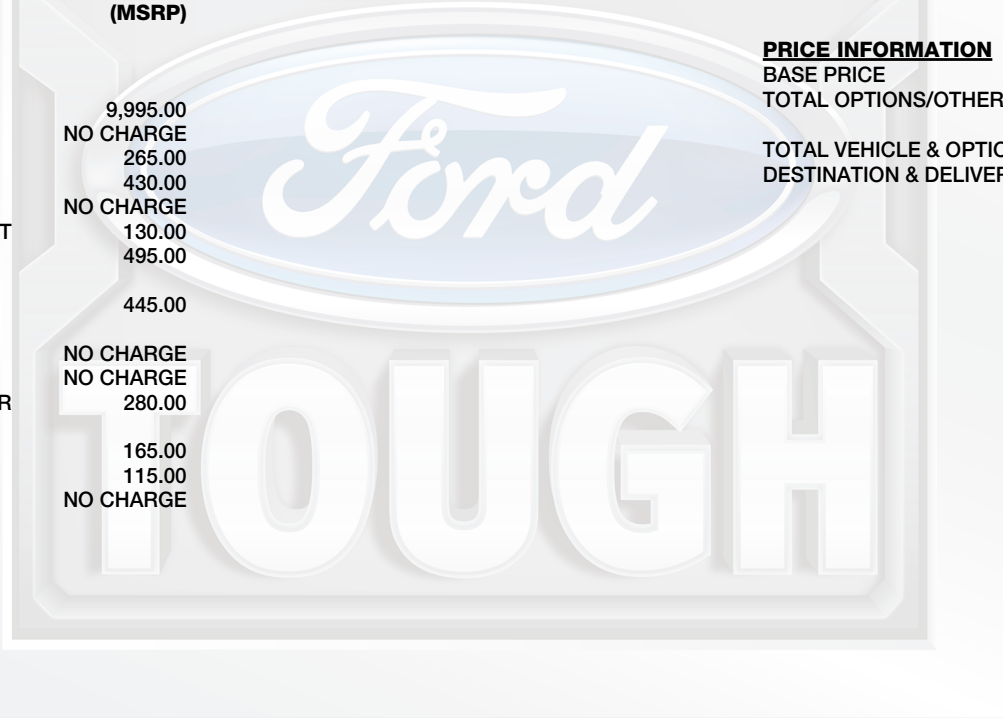 (MSRP)
9,995.00
NO CHARGE
265.00
430.00
NO CHARGE
T 130.00
495.00
445.00
NO CHARGE
NO CHARGE
R 280.00
165.00
115.00
NO CHARGE
PRICE INFORMATION
BASE PRICE
TOTAL OPTIONS/OTHER
TOTAL VEHICLE & OPTIO
DESTINATION & DELIVER
Ford
TOUGH